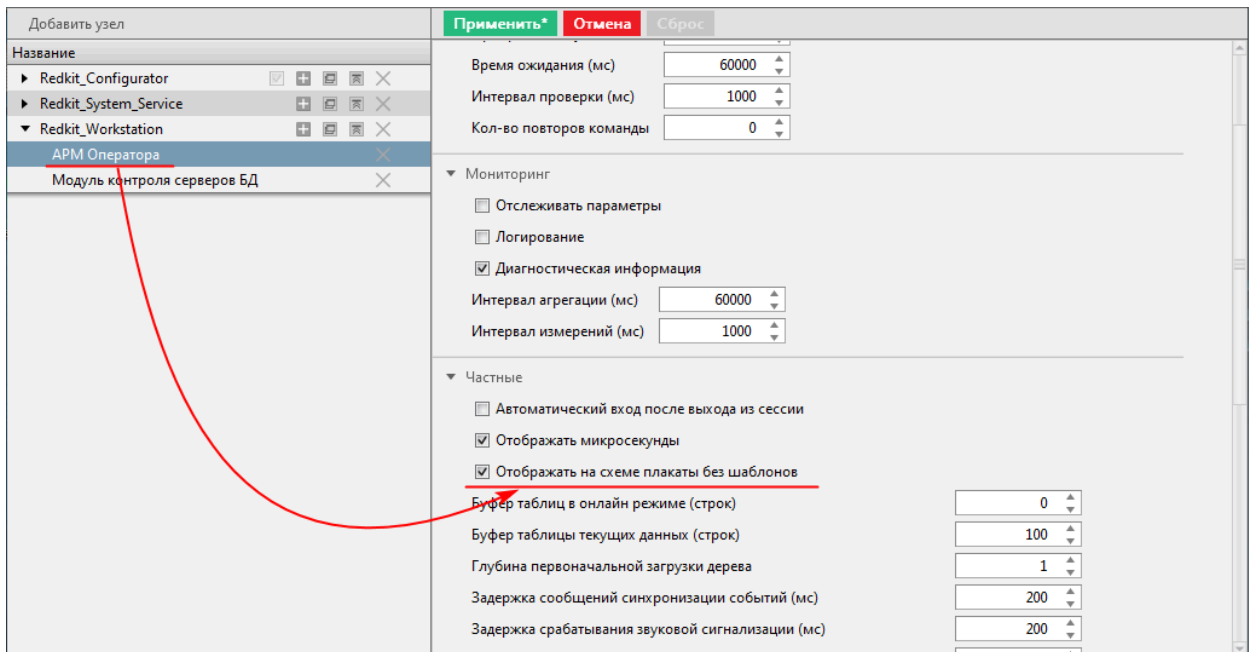 Добавить узел
Применить* Отмена Сброс
Название
Redkit_Configurator
Redkit_System_Service
Redkit_Workstation
АРМ Оператора
Модуль контроля серверов БД
Время ожидания (мс) 60000
Интервал проверки (мс) 1000
Кол-во повторов команды 0
Мониторинг
Отслеживать параметры
Логирование
Диагностическая информация
Интервал агрегации (мс) 60000
Интервал измерений (мс) 1000
Частные
Автоматический вход после выхода из сессии
Отображать микросекунды
Отображать на схеме плакаты без шаблонов
Буфер таблиц в онлайн режиме (строк) 0
Буфер таблицы текущих данных (строк) 100
Глубина первоначальной загрузки дерева 1
Задержка сообщений синхронизации событий (мс) 200
Задержка срабатывания звуковой сигнализации (мс) 200